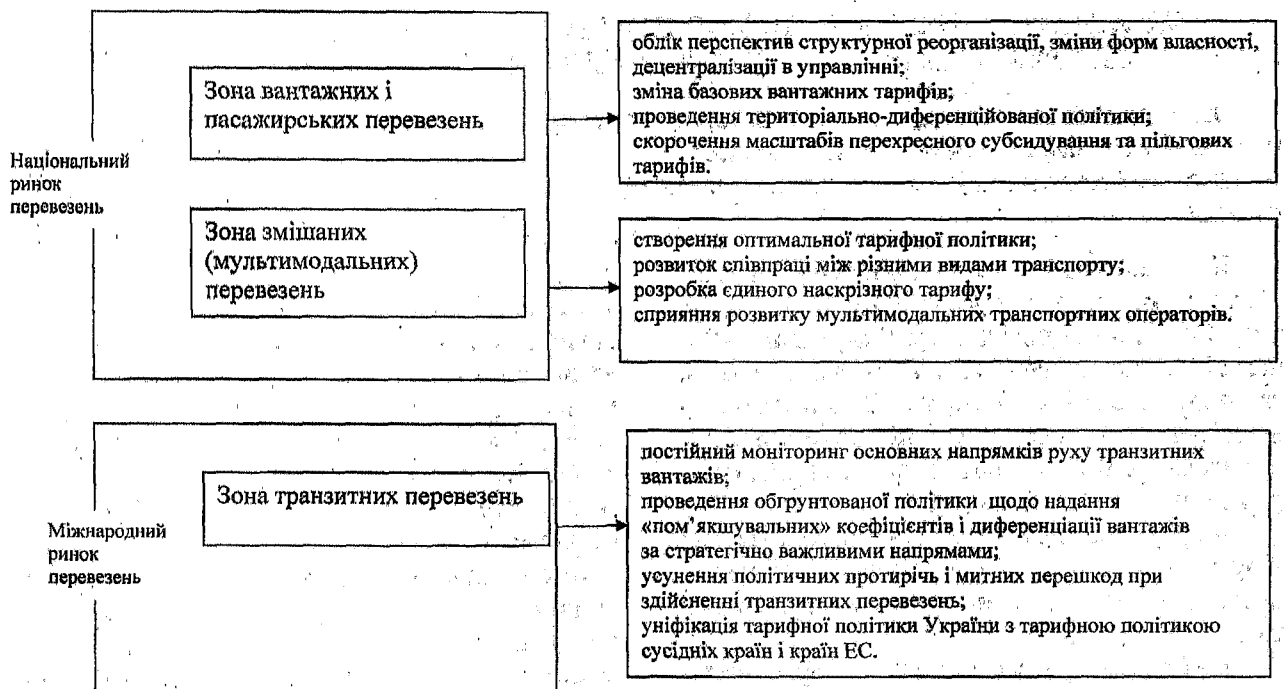 Національний
ринок
перевезень
Зона вантажних і
пасажирських перевезень
облік перспектив структурної реорганізації, зміни форм власності,
децентралізації в управлінні;
зміна базових вантажних тарифів;
проведення територіально-диференційованої політики;
скорочення масштабів перехресного субсидування та пільгових
тарифів.
Зона змішаних
(мультимодальних)
перевезень
створення оптимальної тарифної політики;
розвиток співпраці між різними видами транспорту;
розробка єдиного наскрізного тарифу;
сприяння розвитку мультимодальних транспортних операторів.
Міжнародний
ринок
перевезень
Зона транзитних перевезень
постійний моніторинг основних напрямків руху транзитних
вантажів;
проведення обгрунтованої політики щодо надання
«пом’якшувальних» коефіцієнтів і диференціації вантажів
за стратегічно важливими напрямами;
усунення політичних протирічь і митних перешкод при
здійсненні транзитних перевезень;
уніфікація тарифної політики України з тарифною політикою
сусідніх країн і країн ЕС.